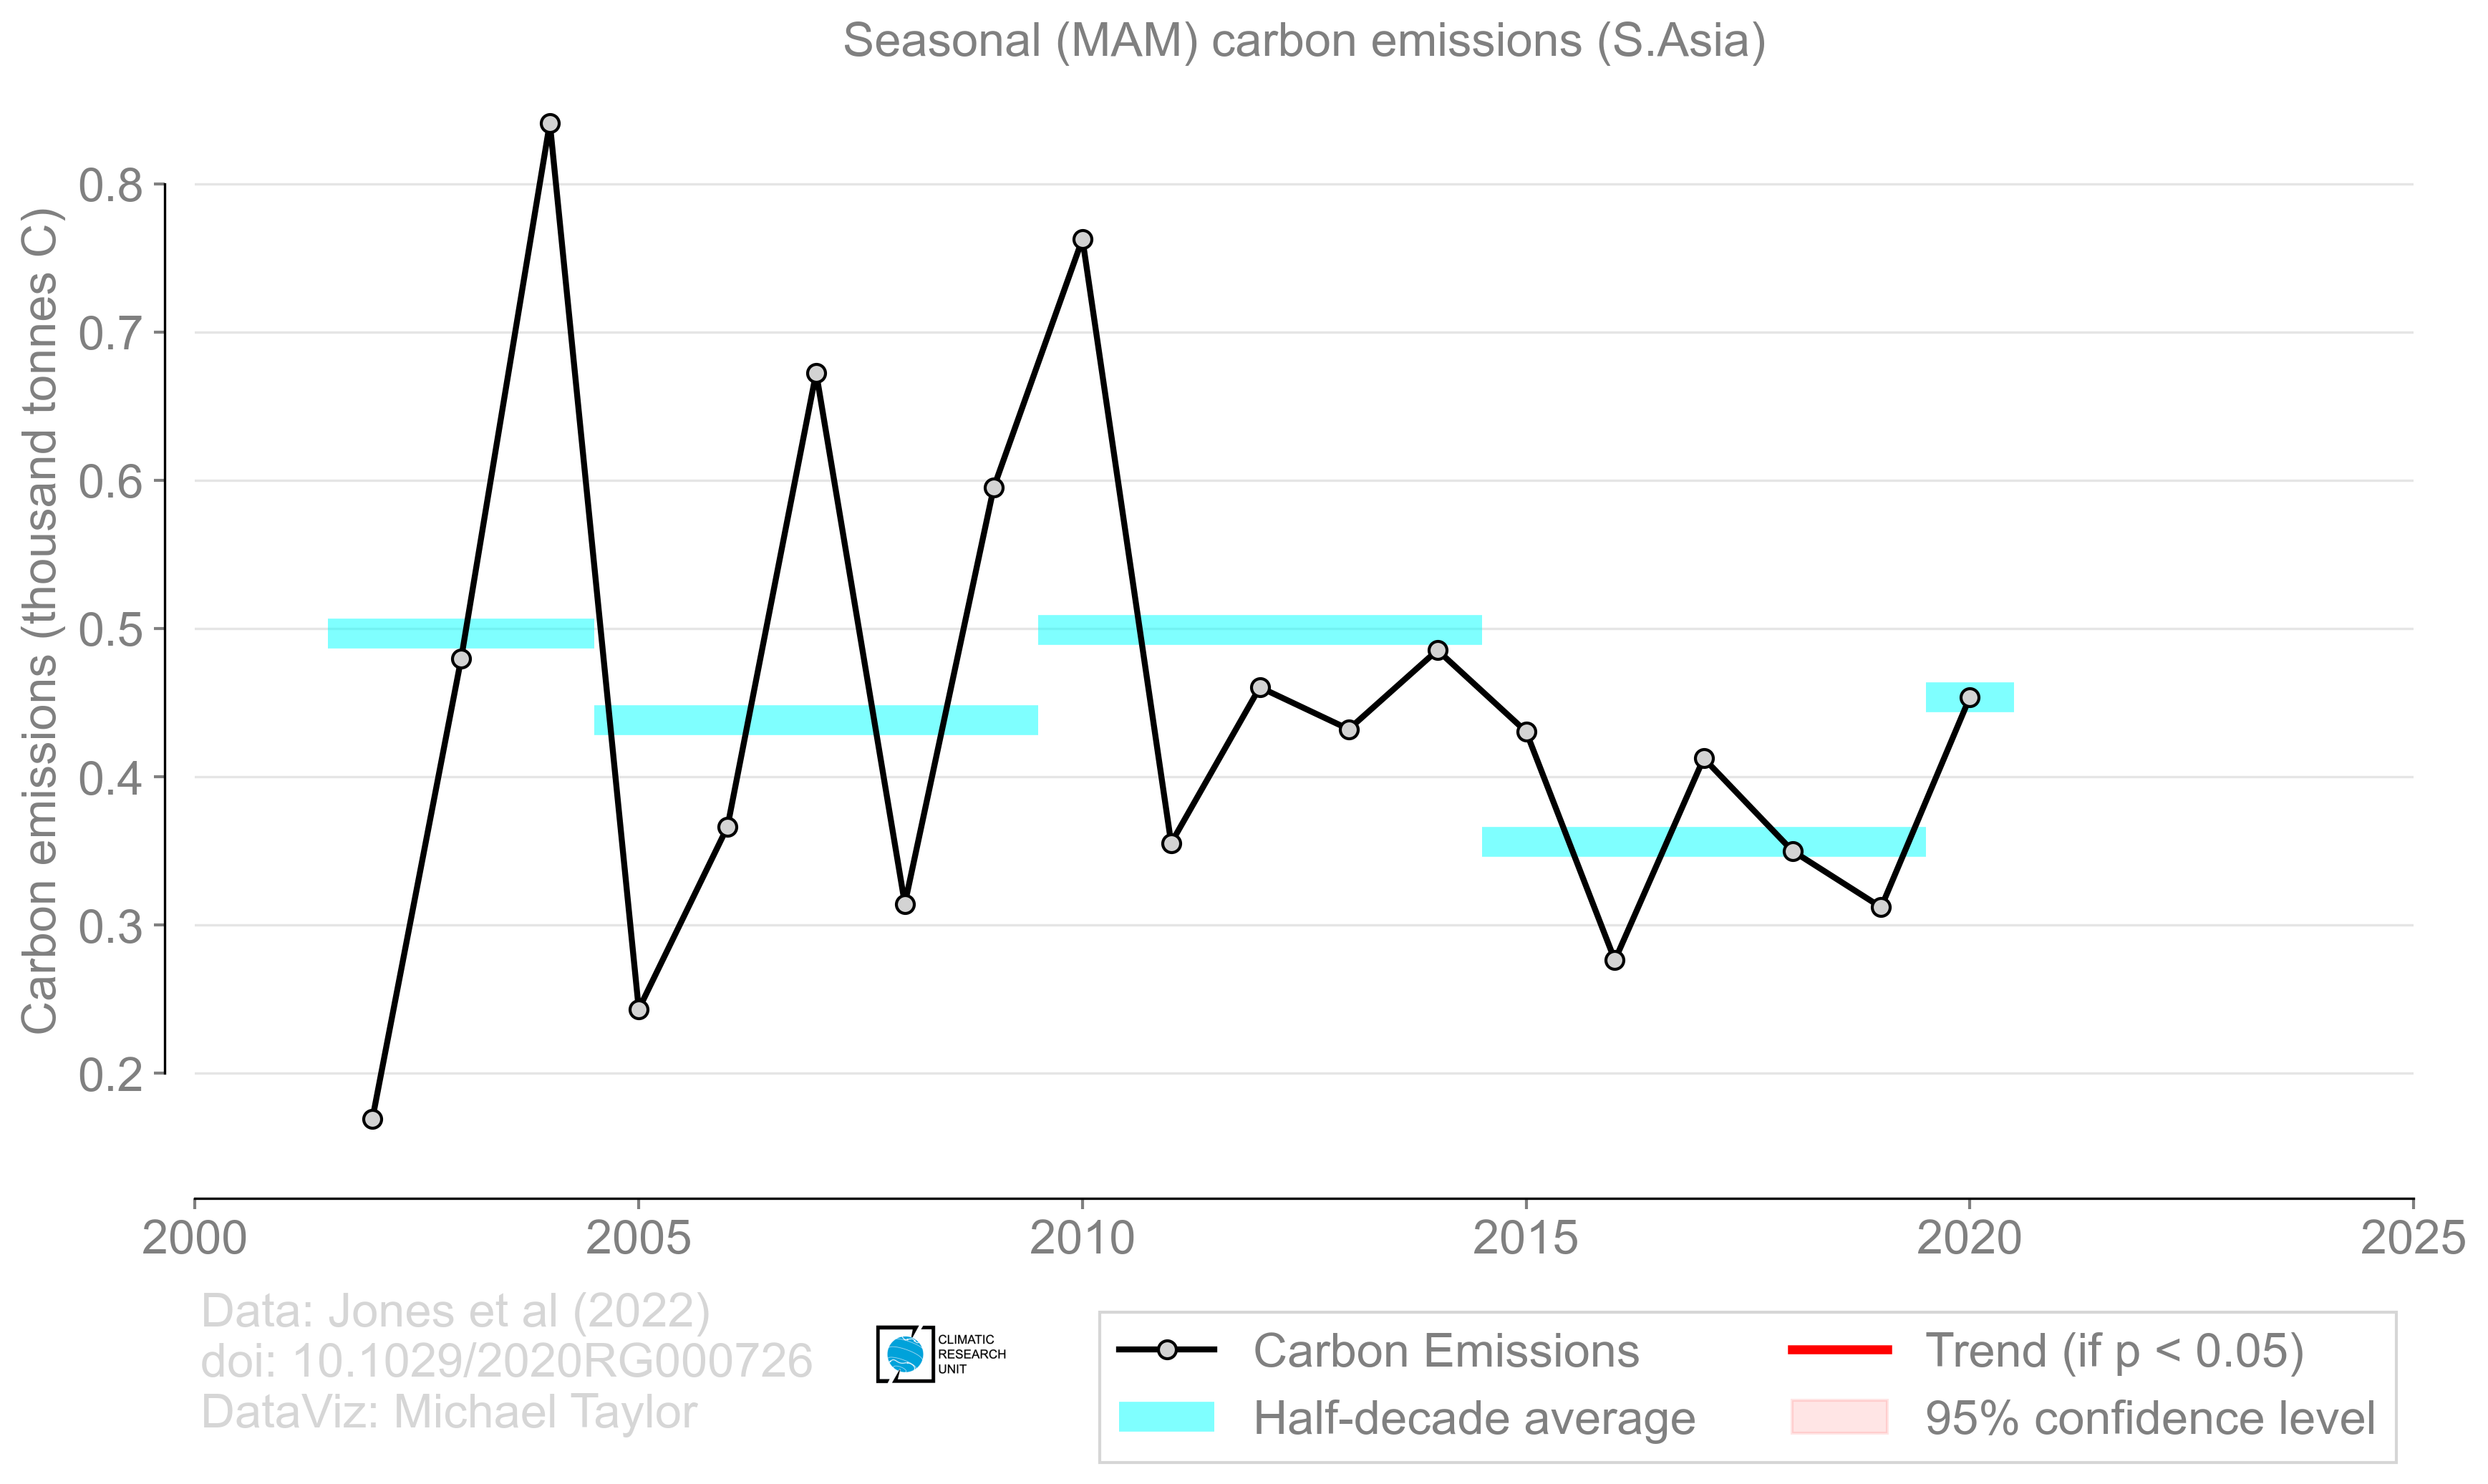 Seasonal (MAM) carbon emissions (S.Asia)
Carbon emissions (thousand tonnes C)
0.8
0.7
0.6
0.5
0.4
0.3
0.2
2000 2005 2010 2015 2020 2025
Data: Jones et al (2022)
doi: 10.1029/2020RG000726
DataViz: Michael Taylor
CLIMATIC
RESEARCH
UNIT
Carbon Emissions
Half-decade average
Trend (if p < 0.05)
95% confidence level